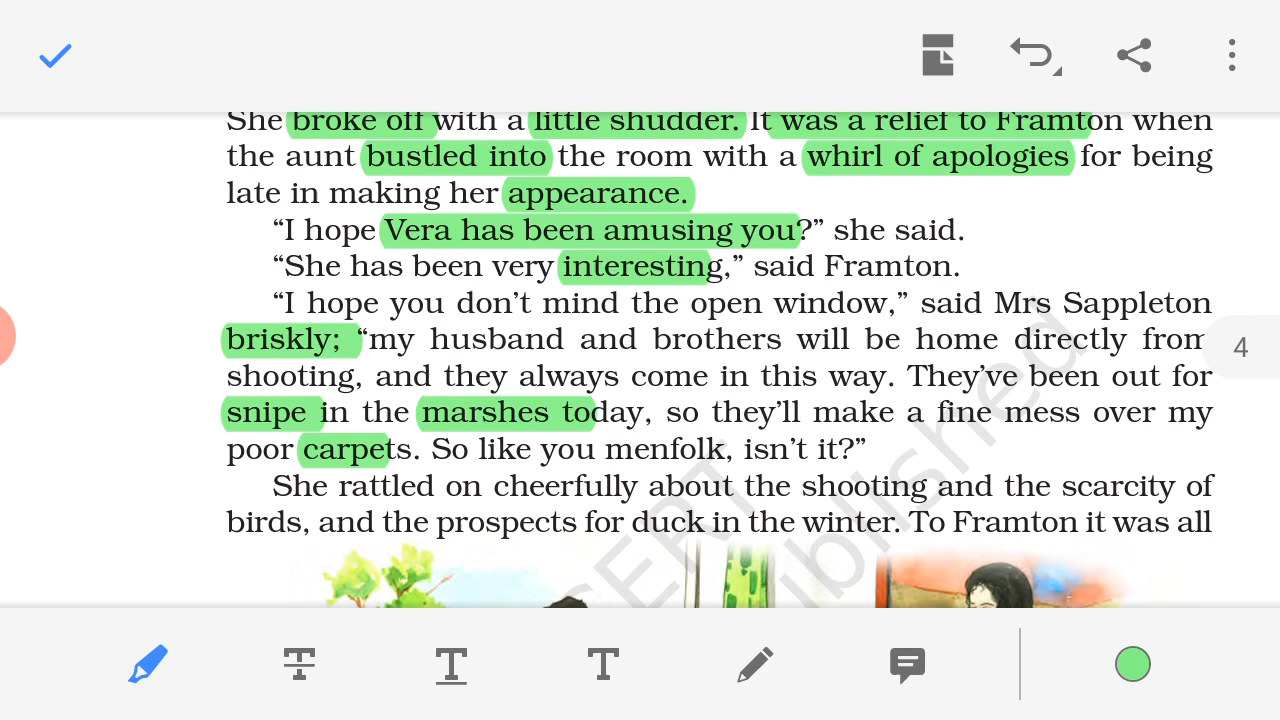 She broke off with a little shudder. It was a relief to Framton when
the aunt bustled into the room with a whirl of apologies for being
late in making her appearance.
“I hope Vera has been amusing you?” she said.
“She has been very interesting,” said Framton.
“I hope you don’t mind the open window,” said Mrs Sappleton
briskly; “my husband and brothers will be home directly from
4
shooting, and they always come in this way. They’ve been out for
snipe in the marshes today, so they’ll make a fine mess over my
poor carpets. So like you menfolk, isn’t it?”
She rattled on cheerfully about the shooting and the scarcity of
birds, and the prospects for duck in the winter. To Framton it was all
T
T
T